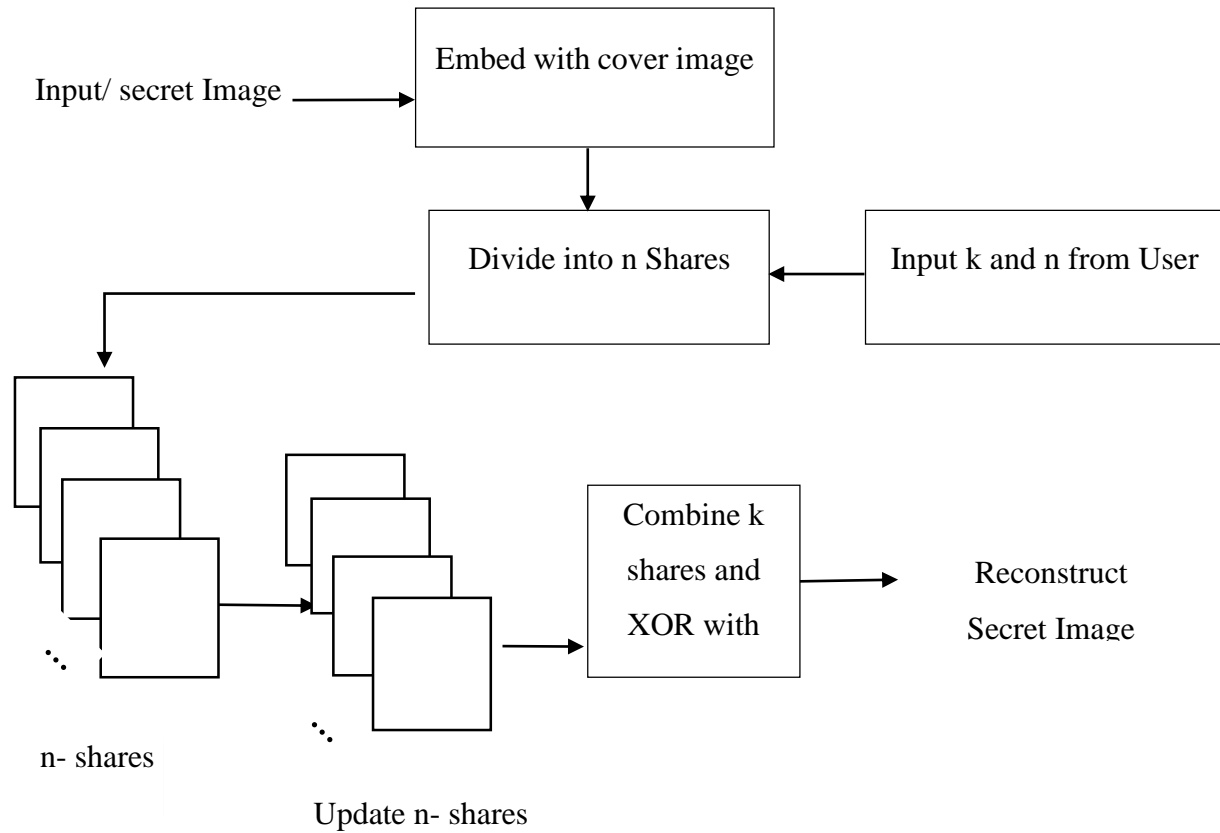 Embed with cover image
Input/ secret Image
Divide into n Shares
Input k and n from User
Combine k
shares and
XOR with
Reconstruct
Secret Image
n- shares
Update n- shares